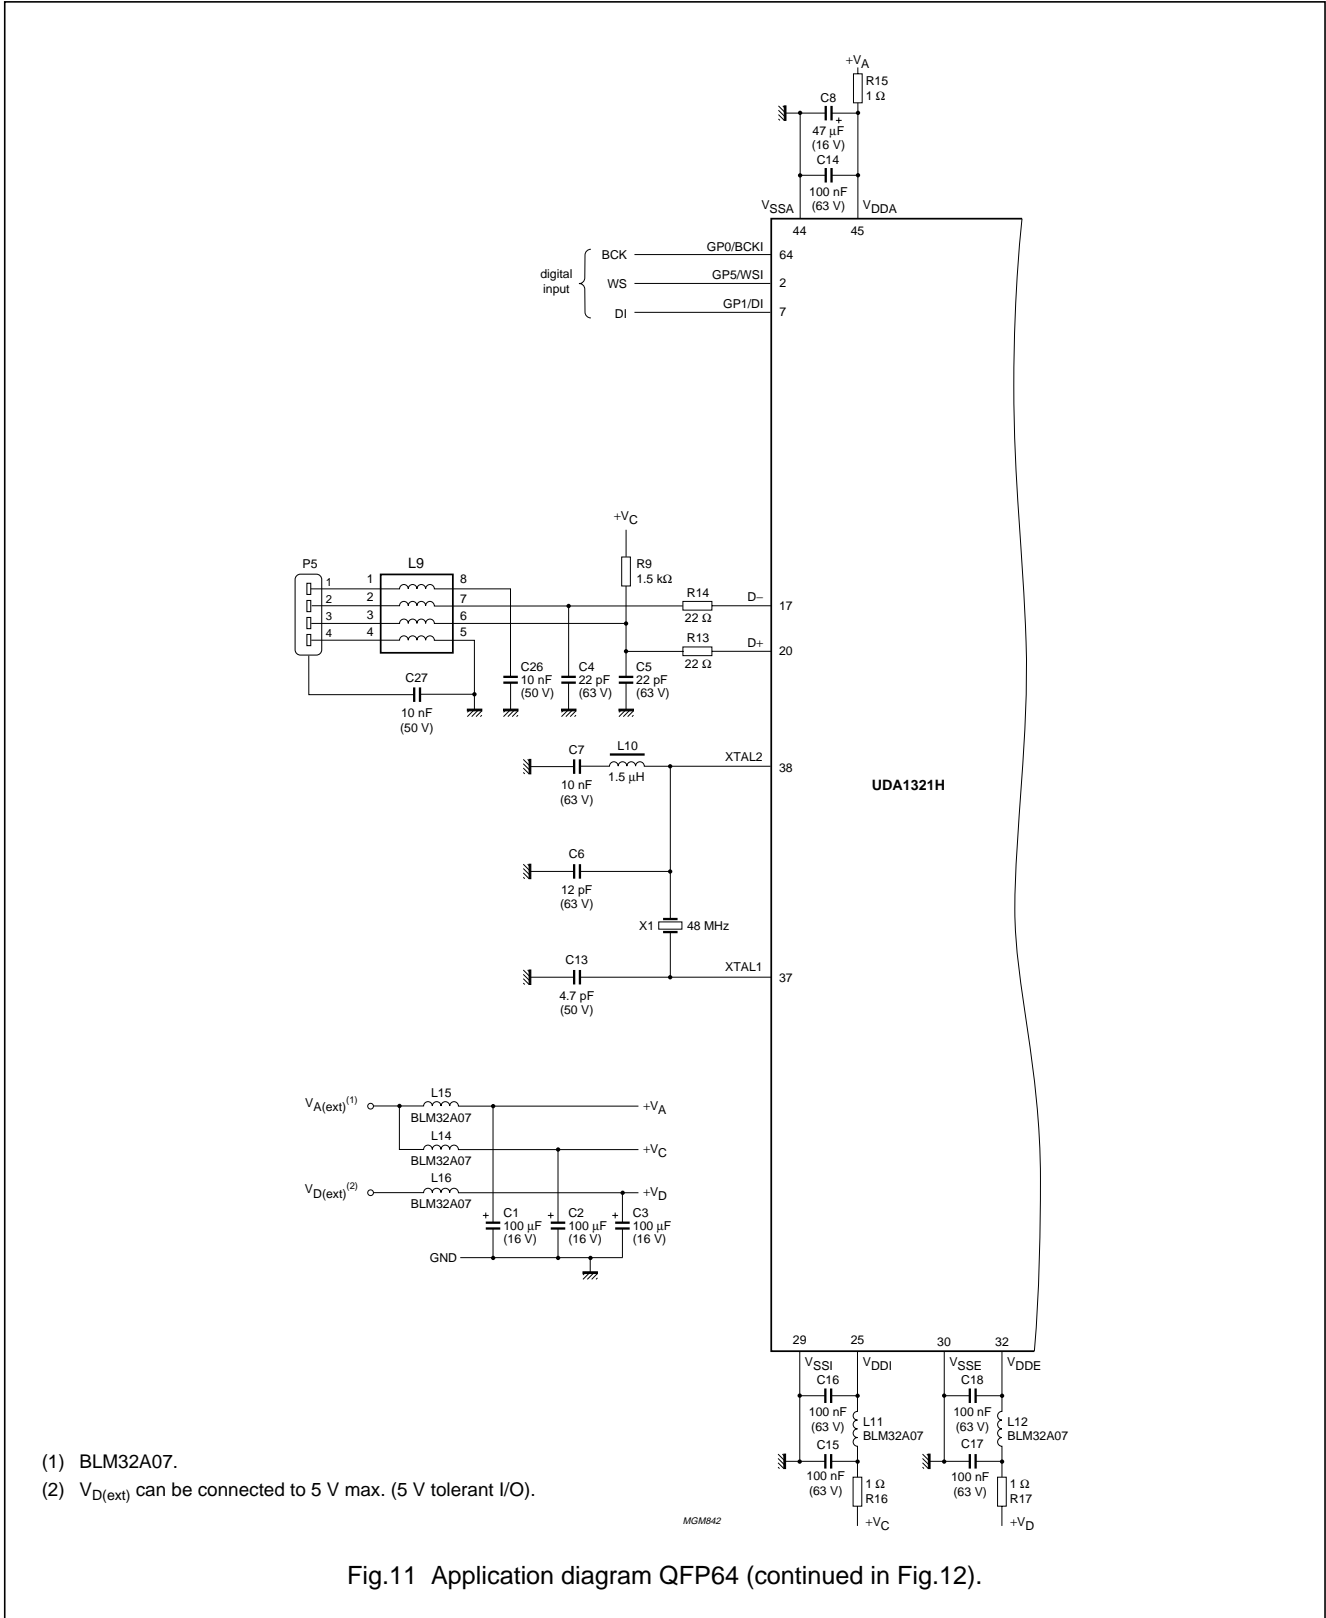 +VA
R15
1 Ω
C8
+
47 µF
(16 V)
C14
100 nF
(63 V)
VSSA
VDDA
44
45
digital
input
BCK
GP0/BCKI
64
WS
GP5/WSI
2
DI
GP1/DI
7
+VC
R9
1.5 kΩ
P5
L9
1
1
8
2
2
7
3
3
6
4
4
5
R14
22 Ω
D−
17
R13
22 Ω
D+
20
C27
10 nF
(50 V)
C26
10 nF
(50 V)
C4
22 pF
(63 V)
C5
22 pF
(63 V)
C7
10 nF
(63 V)
L10
1.5 µH
XTAL2
38
UDA1321H
C6
12 pF
(63 V)
X1
48 MHz
C13
4.7 pF
(50 V)
XTAL1
37
VA(ext)(1)
L15
BLM32A07
+VA
L14
BLM32A07
+VC
VD(ext)(2)
L16
BLM32A07
+VD
+
C1
100 µF
(16 V)
+
C2
100 µF
(16 V)
+
C3
100 µF
(16 V)
GND
29
25
30
32
VSSI
VDDI
VSSE
VDDE
C16
100 nF
(63 V)
L11
BLM32A07
C15
100 nF
(63 V)
1 Ω
R16
+VC
C18
100 nF
(63 V)
L12
BLM32A07
C17
100 nF
(63 V)
1 Ω
R17
+VD
(1) BLM32A07.
(2) VD(ext) can be connected to 5 V max. (5 V tolerant I/O).
MGM842
Fig.11 Application diagram QFP64 (continued in Fig.12).